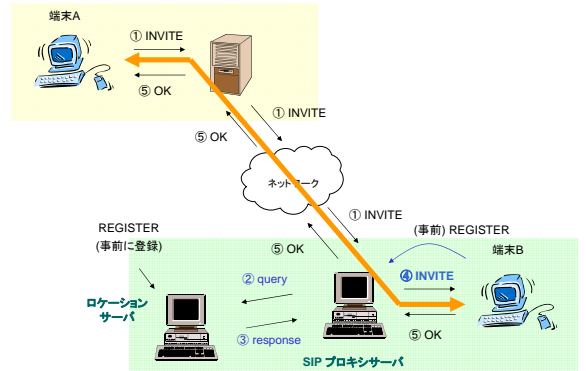 端末A
① INVITE
⑤ OK
① INVITE
⑤ OK
ネットワーク
① INVITE
REGISTER
(事前に登録)
(事前) REGISTER
⑤ OK
端末B
② query
④ INVITE
ロケーション
サーバ
③ response
⑤ OK
SIP プロキシサーバ